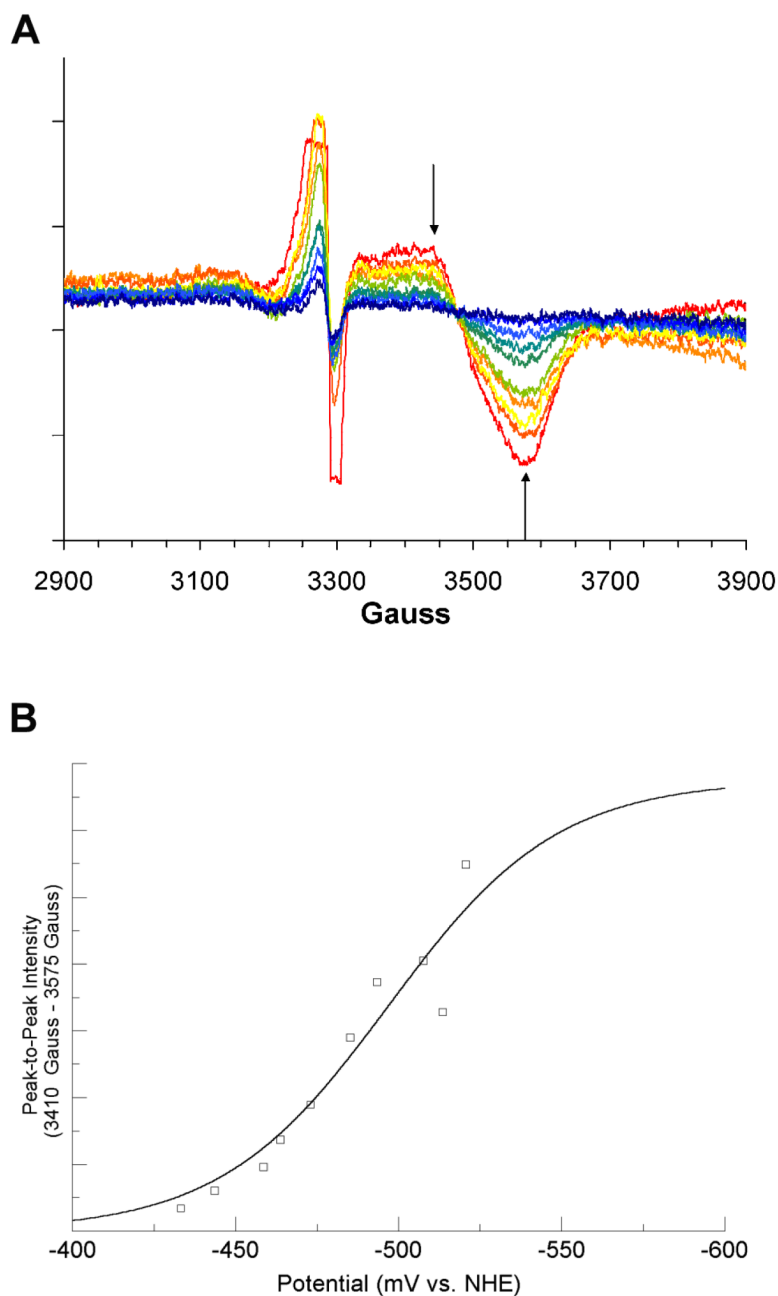 A
2900 3100 3300 3500 3700 3900
Gauss
B
Peak-to-Peak Intensity
(3410 Gauss - 3575 Gauss)
-400 -450 -500 -550 -600
Potential (mV vs. NHE)